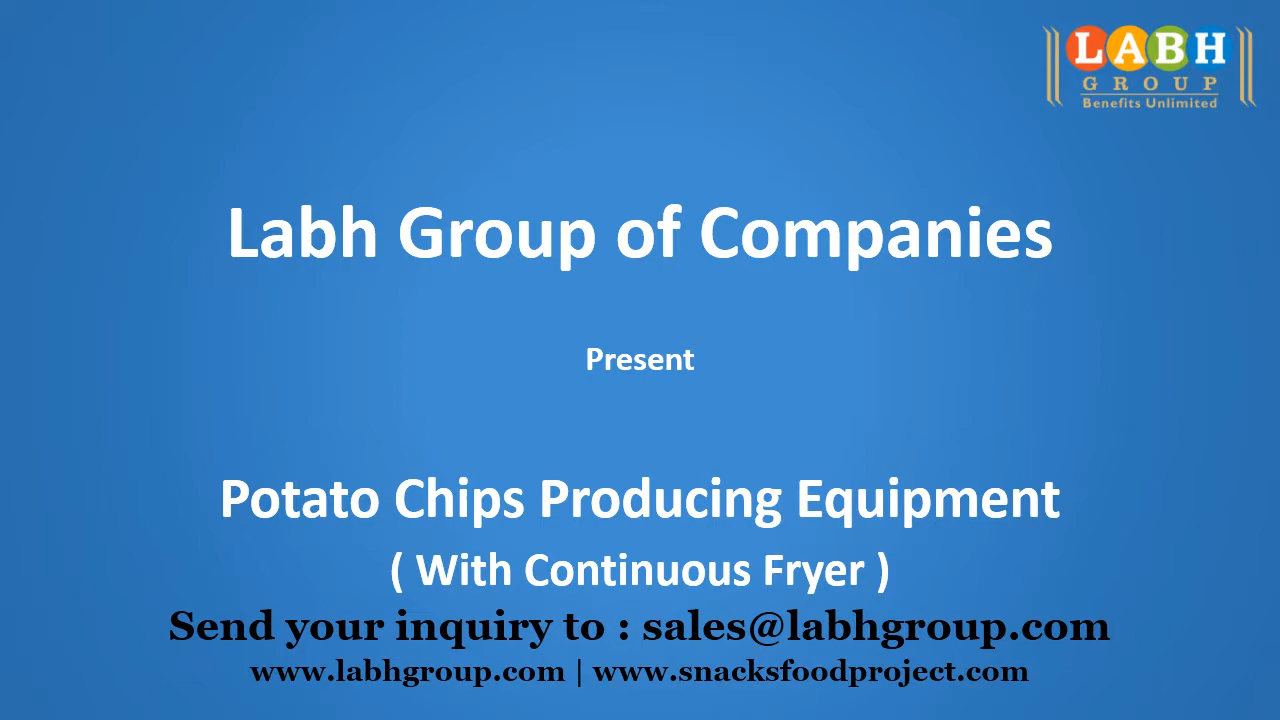 LABH
GROUP
Benefits Unlimited
Labh Group of Companies
Present
Potato Chips Producing Equipment
( With Continuous Fryer )
Send your inquiry to : sales@labhgroup.com
www.labhgroup.com | www.snacksfoodproject.com